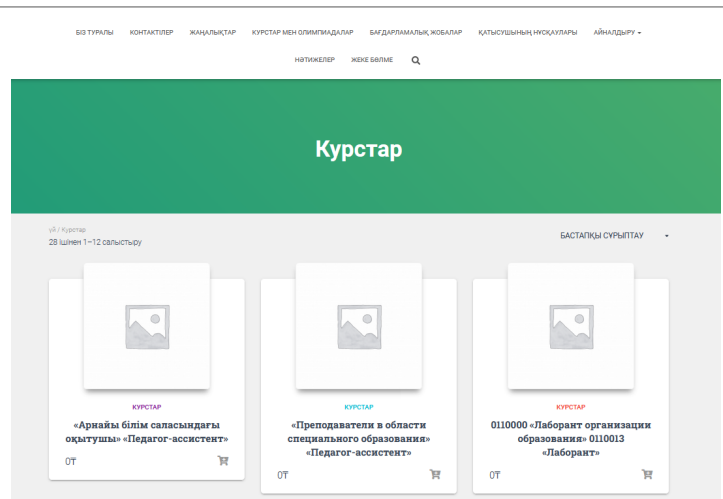 БІЗ ТУРАЛЫ КОНТАКТІЛЕР ЖАҢАЛЫҚТАР КУРСТАР МЕН ОЛИМПИАДАЛАР БАҒДАРЛАМАЛЫҚ ЖОБАЛАР ҚАТЫСУШЫНЫҢ НҰСҚАУЛАРЫ АЙНАЛДЫРУ
НӘТИЖЕЛЕР ЖЕКЕ БӨЛМЕ
Курстар
үй / Курстар
28 ішінен 1–12 салыстыру
БАСТАПҚЫ СҰРЫПТАУ
КУРСТАР
«Арнайы білім саласындағы
оқытушы» «Педагог-ассистент»
0₸
КУРСТАР
«Преподаватели в области
специального образования»
«Педагог-ассистент»
0₸
КУРСТАР
0110000 «Лаборант организации
образования» 0110013
«Лаборант»
0₸